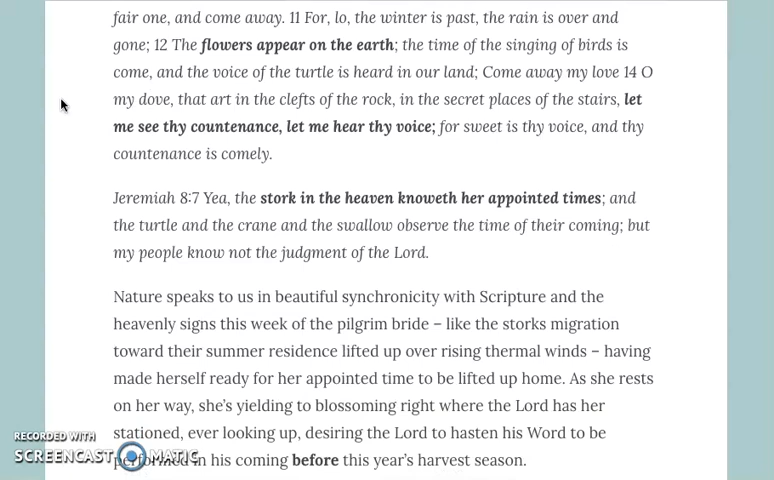 fair one, and come away. 11 For, lo, the winter is past, the rain is over and
gone; 12 The flowers appear on the earth; the time of the singing of birds is
come, and the voice of the turtle is heard in our land; Come away my love 14 O
my dove, that art in the clefts of the rock, in the secret places of the stairs, let
me see thy countenance, let me hear thy voice; for sweet is thy voice, and thy
countenance is comely.
Jeremiah 8:7 Yea, the stork in the heaven knoweth her appointed times; and
the turtle and the crane and the swallow observe the time of their coming; but
my people know not the judgment of the Lord.
Nature speaks to us in beautiful synchronicity with Scripture and the
heavenly signs this week of the pilgrim bride – like the storks migration
toward their summer residence lifted up over rising thermal winds – having
made herself ready for her appointed time to be lifted up home. As she rests
on her way, she's yielding to blossoming right where the Lord has her
stationed, ever looking up, desiring the Lord to hasten his Word to be
performed in his coming before this year's harvest season.
RECORDED WITH
SCREENCAST MATIC